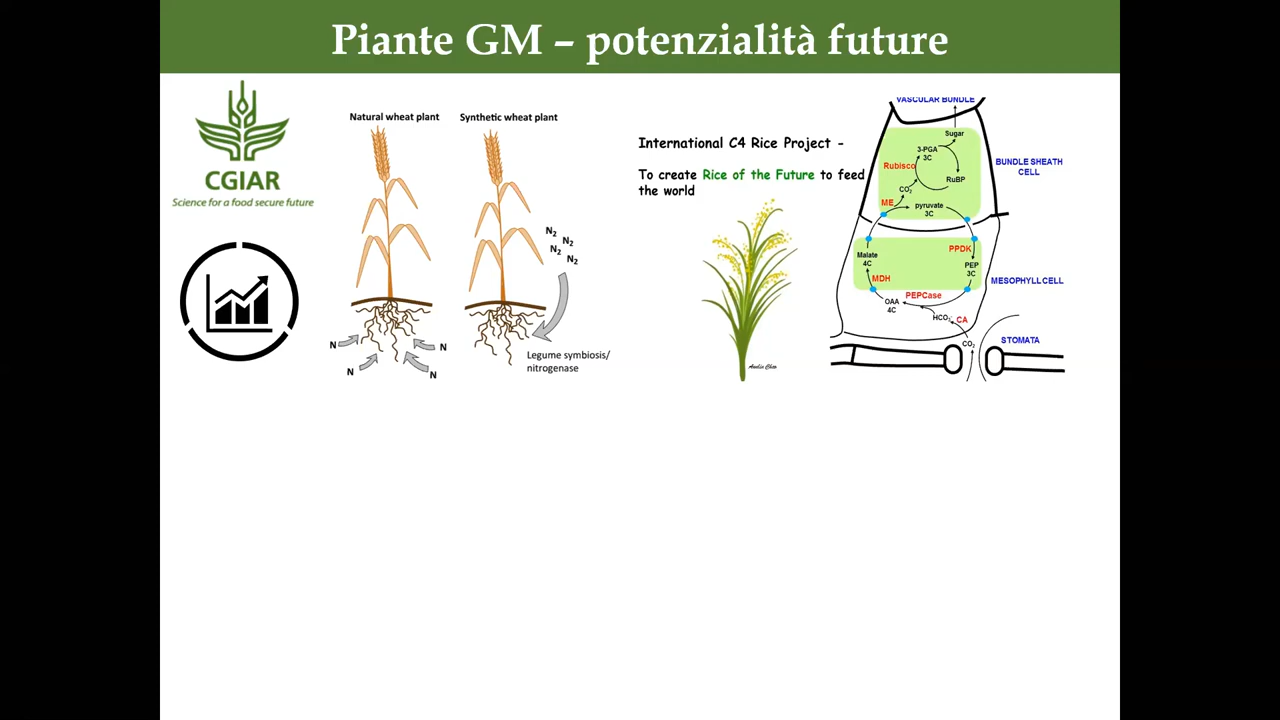 Piante GM – potenzialità future
CGIAR
Science for a food secure future
Natural wheat plant
Synthetic wheat plant
N
N
N
N
N₂
N₂
N₂
N₂
Legume symbiosis/
nitrogenase
International C4 Rice Project -
To create Rice of the Future to feed
the world
Amelie Cheo
VASCULAR BUNDLE
Sugar
3-PGA
3C
Rubisco
RuBP
CO₂
ME
pyruvate
3C
BUNDLE SHEATH
CELL
PPDK
Malate
4C
PEP
3C
MDH
MESOPHYLL CELL
PEPCase
OAA
4C
HCO₃⁻
CA
CO₂
STOMATA